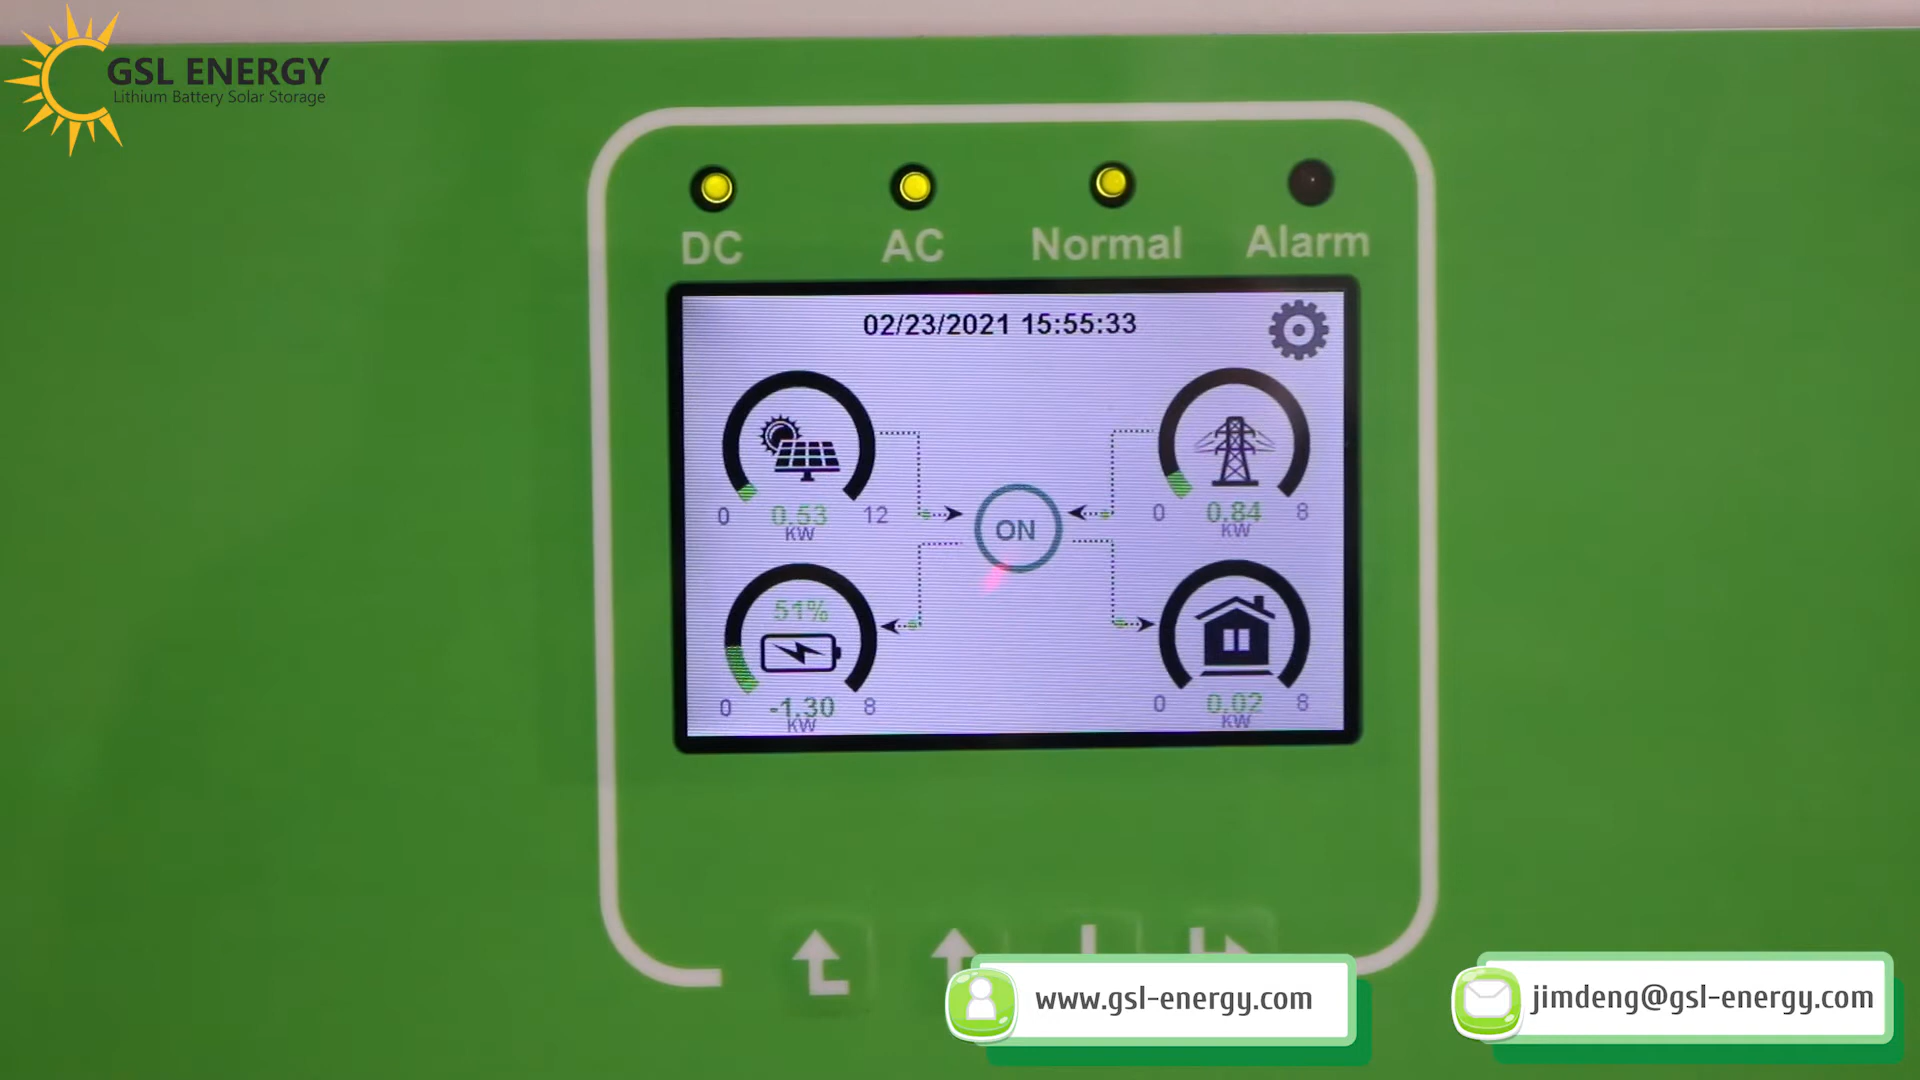 GSL ENERGY
Lithium Battery Solar Storage
DC AC Normal Alarm
02/23/2021 15:55:33
0 0.53 12
KW
0 0.84 8
KW
ON
51%
0 -1.30 8
KW
0 0.02 8
KW
www.gsl-energy.com
jimdeng@gsl-energy.com